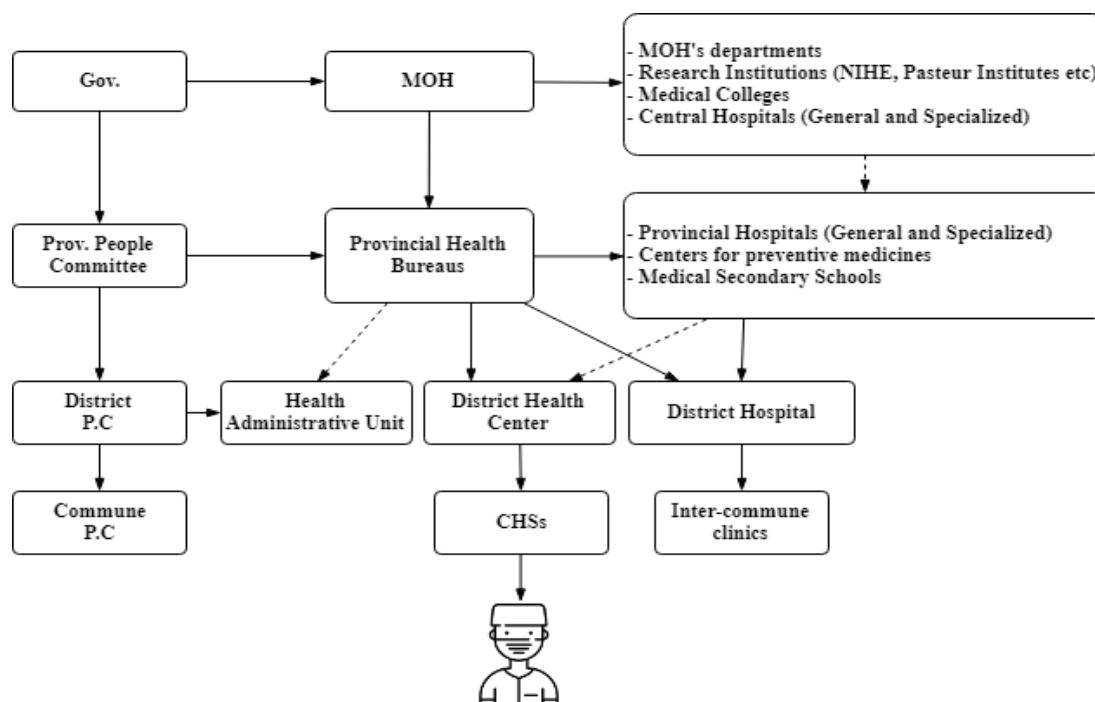 Gov.
MOH
- MOH's departments
- Research Institutions (NIHE, Pasteur Institutes etc)
- Medical Colleges
- Central Hospitals (General and Specialized)
Prov. People
Committee
Provincial Health
Bureaus
- Provincial Hospitals (General and Specialized)
- Centers for preventive medicines
- Medical Secondary Schools
District
P.C
Health
Administrative Unit
District Health
Center
District Hospital
Commune
P.C
CHSs
Inter-commune
clinics